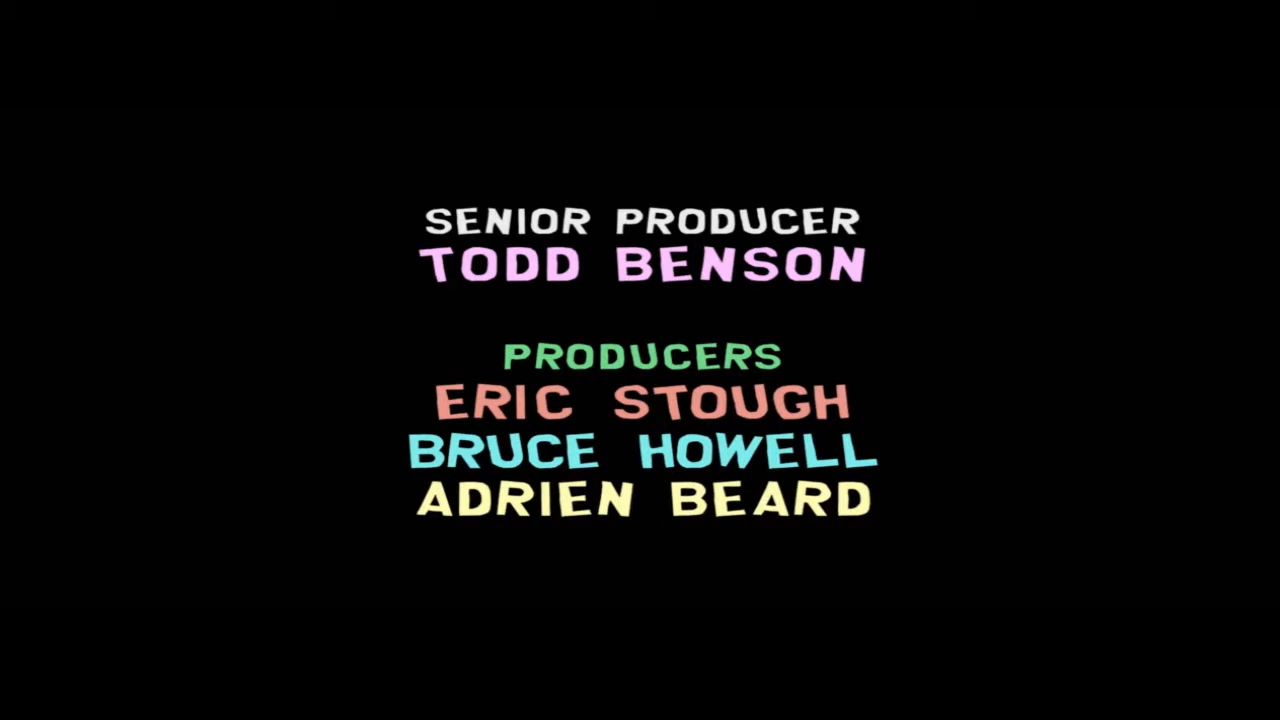 SENIOR PRODUCER
TODD BENSON
PRODUCERS
ERIC STOUGH
BRUCE HOWELL
ADRIEN BEARD